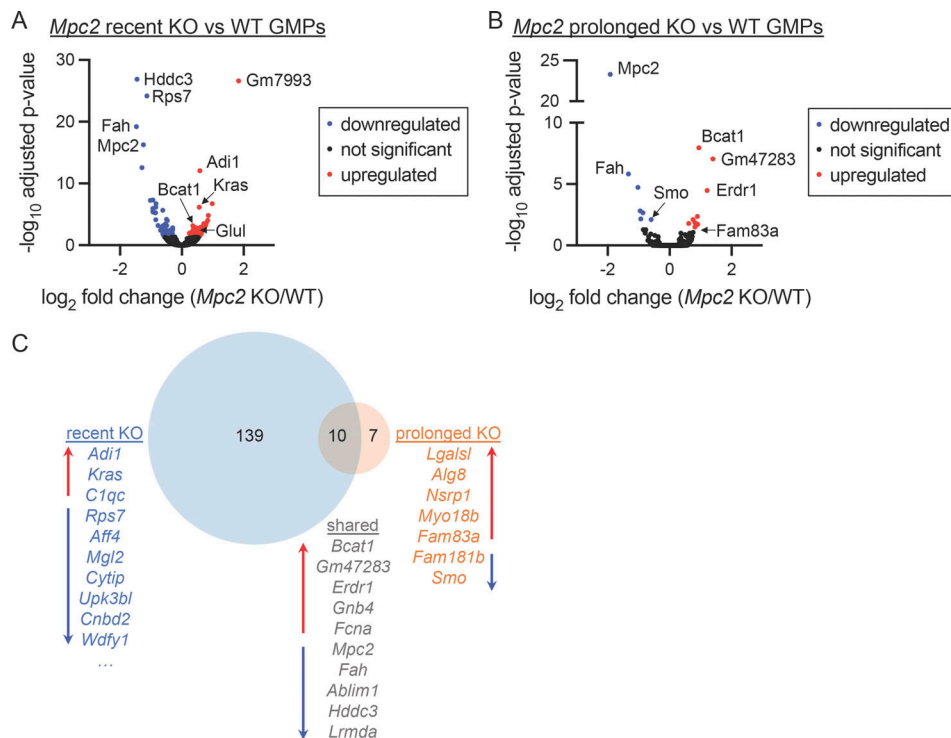 A
Mpc2 recent KO vs WT GMPs
-log10 adjusted p-value
30
20
10
0
-2
0
2
log2 fold change (Mpc2 KO/WT)
Hddc3
Rps7
Gm7993
Fah
Mpc2
Adi1
Bcat1
Kras
Glul
downregulated
not significant
upregulated
B
Mpc2 prolonged KO vs WT GMPs
-log10 adjusted p-value
25
20
10
5
0
-2
0
2
log2 fold change (Mpc2 KO/WT)
Mpc2
Bcat1
Fah
Gm47283
Smo
Erdr1
Fam83a
downregulated
not significant
upregulated
C
139
10
7
recent KO
Adi1
Kras
C1qc
Rps7
Aff4
Mgl2
Cytip
Upk3bl
Cnbd2
Wdfy1
...
shared
Bcat1
Gm47283
Erdr1
Gnb4
Fcna
Mpc2
Fah
Ablim1
Hddc3
Lrmda
prolonged KO
Lgalsl
Alg8
Nsrp1
Myo18b
Fam83a
Fam181b
Smo